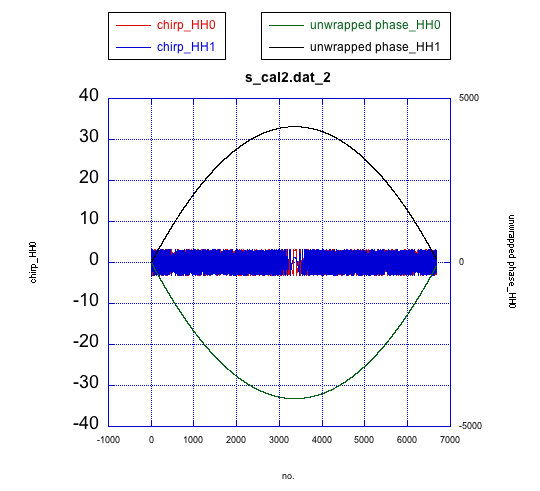 chirp_HH0
chirp_HH1
unwrapped phase_HH0
unwrapped phase_HH1
s_cal2.dat_2
40
30
20
10
0
-10
-20
-30
-40
chirp_HH0
5000
0
-5000
unwrapped phase_HH0
-1000 0 1000 2000 3000 4000 5000 6000 7000
no.